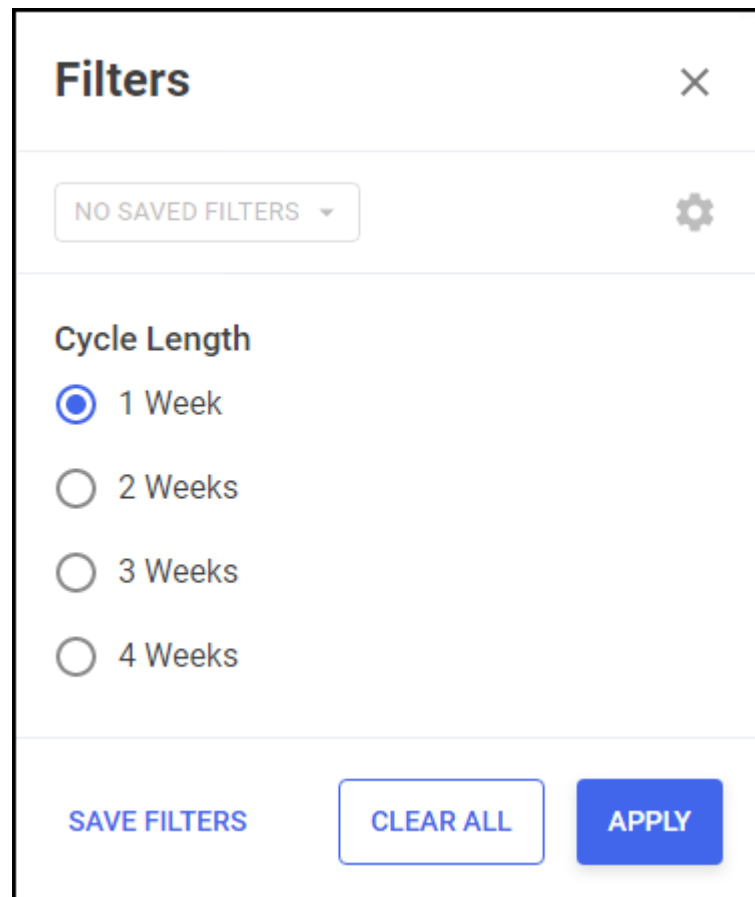 Filters
NO SAVED FILTERS
Cycle Length
1 Week
2 Weeks
3 Weeks
4 Weeks
SAVE FILTERS CLEAR ALL APPLY